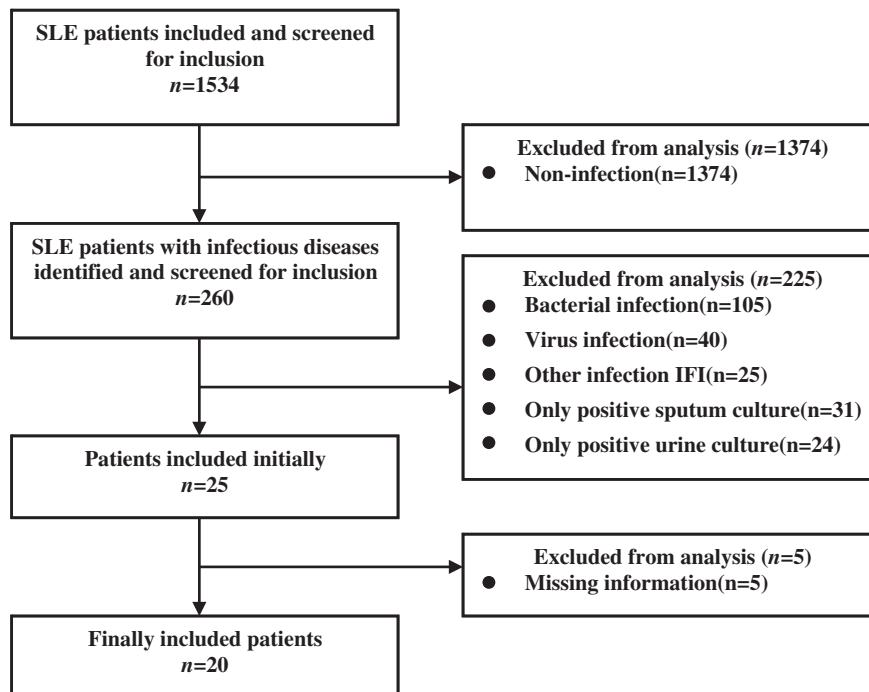 SLE patients included and screened
for inclusion
n=1534
Excluded from analysis (n=1374)
● Non-infection(n=1374)
SLE patients with infectious diseases
identified and screened for inclusion
n=260
Excluded from analysis (n=225)
● Bacterial infection(n=105)
● Virus infection(n=40)
● Other infection IFI(n=25)
● Only positive sputum culture(n=31)
● Only positive urine culture(n=24)
Patients included initially
n=25
Excluded from analysis (n=5)
● Missing information(n=5)
Finally included patients
n=20